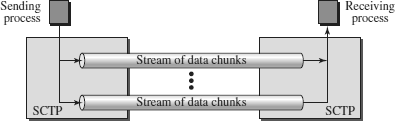 Sending
process
Receiving
process
Stream of data chunks
Stream of data chunks
SCTP
SCTP